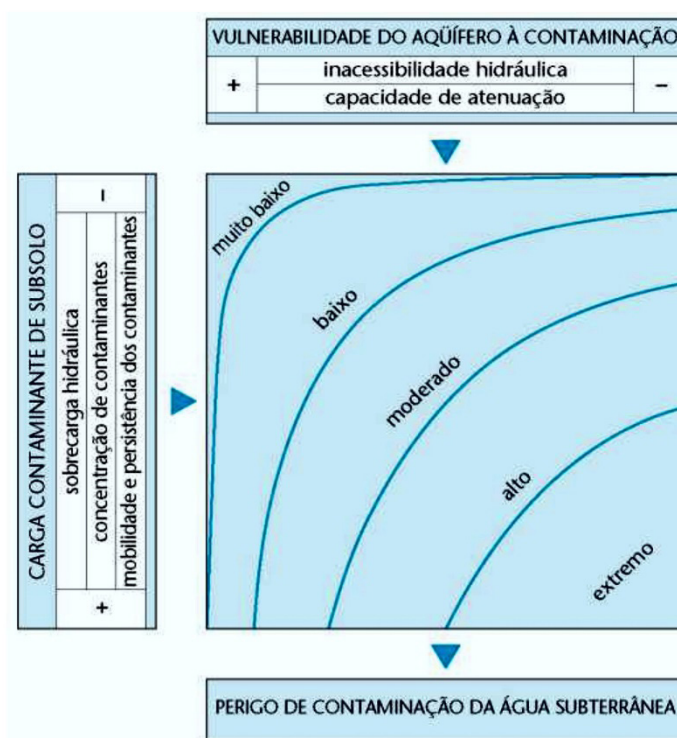 VULNERABILIDADE DO AQÜÍFERO À CONTAMINAÇÃO
+
inacessibilidade hidráulica
capacidade de atenuação
–
CARGA CONTAMINANTE DE SUBSOLO
–
sobrecarga hidráulica
concentração de contaminantes
mobilidade e persistência dos contaminantes
+
muito baixo
baixo
moderado
alto
extremo
PERIGO DE CONTAMINAÇÃO DA ÁGUA SUBTERRÂNEA